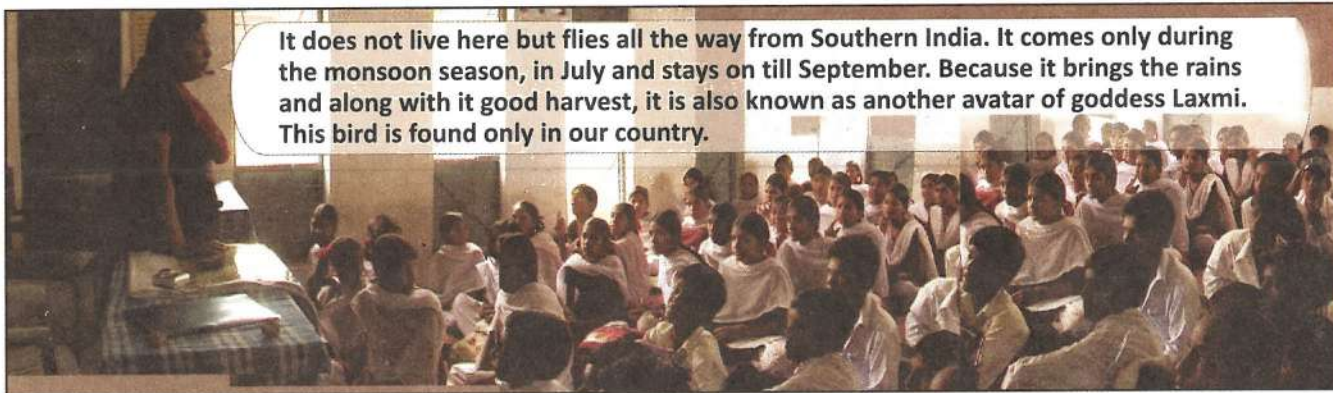 It does not live here but flies all the way from Southern India. It comes only during
the monsoon season, in July and stays on till September. Because it brings the rains
and along with it good harvest, it is also known as another avatar of goddess Laxmi.
This bird is found only in our country.